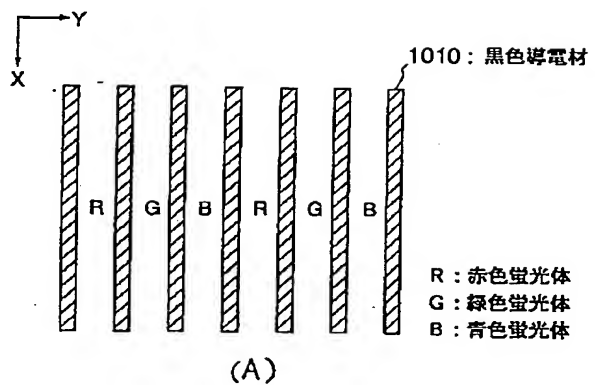 Y
X
1010：黒色導電材
R G B R G B
R：赤色蛍光体
G：緑色蛍光体
B：青色蛍光体
(A)